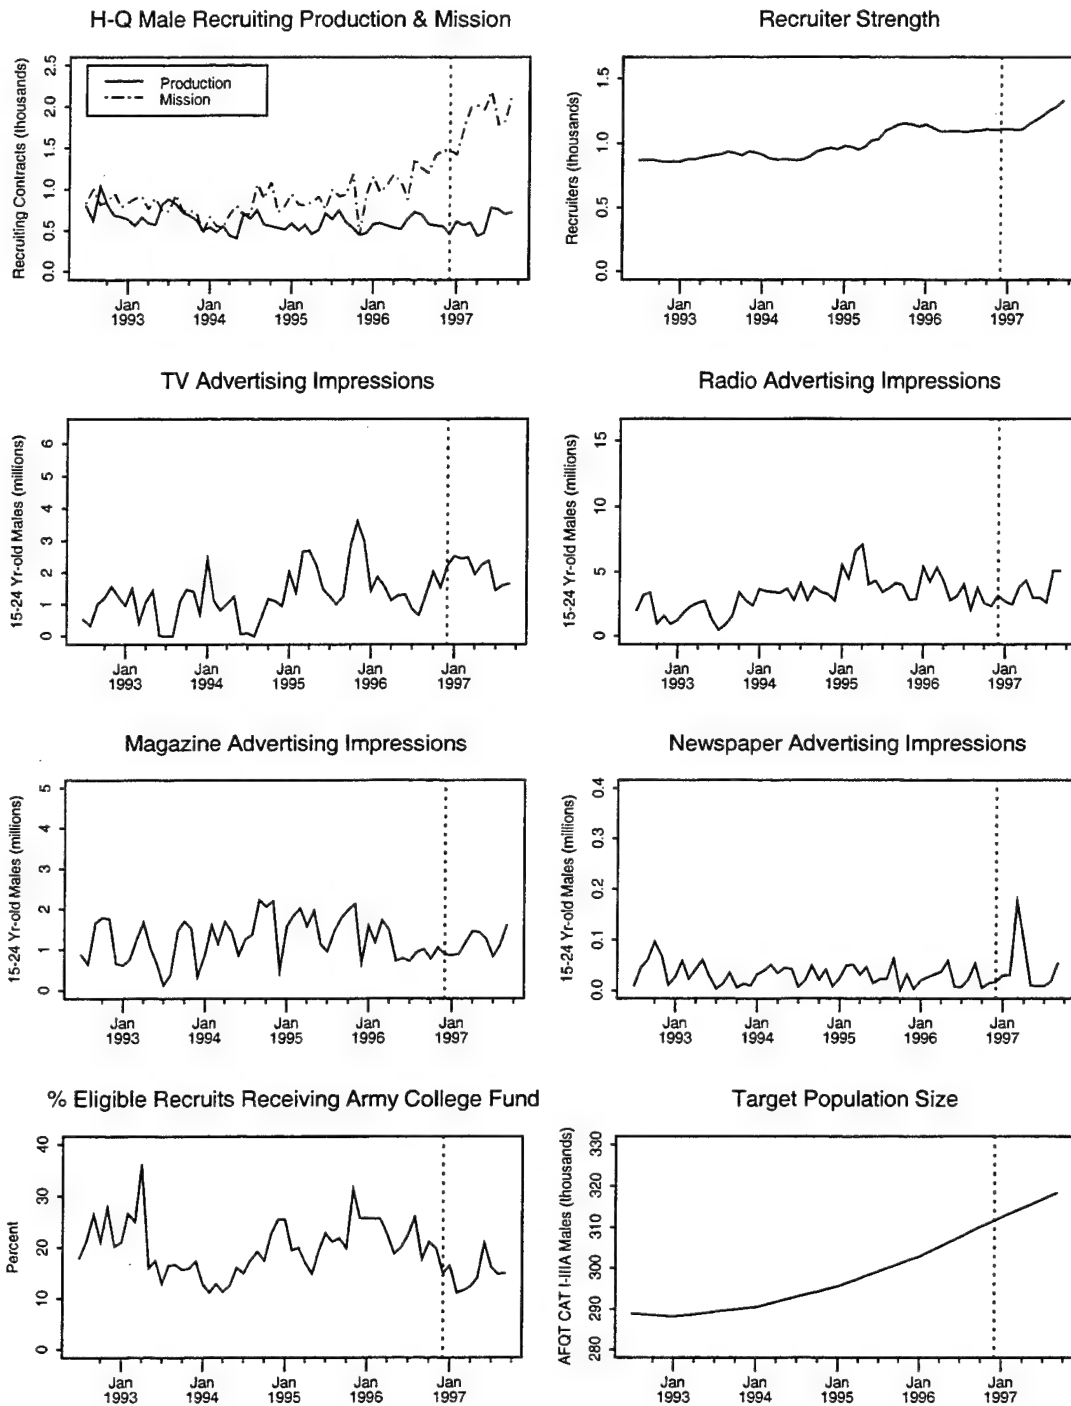 H-Q Male Recruiting Production & Mission
Recruiting Contracts (thousands)
2.5
2.0
1.5
1.0
0.5
0.0
Production
Mission
Jan Jan Jan Jan Jan
1993 1994 1995 1996 1997
Recruiter Strength
Recruiters (thousands)
1.5
1.0
0.5
0.0
Jan Jan Jan Jan Jan
1993 1994 1995 1996 1997
TV Advertising Impressions
15-24 Yr-old Males (millions)
6
5
4
3
2
1
0
Jan Jan Jan Jan Jan
1993 1994 1995 1996 1997
Radio Advertising Impressions
15-24 Yr-old Males (millions)
15
10
5
0
Jan Jan Jan Jan Jan
1993 1994 1995 1996 1997
Magazine Advertising Impressions
15-24 Yr-old Males (millions)
5
4
3
2
1
0
Jan Jan Jan Jan Jan
1993 1994 1995 1996 1997
Newspaper Advertising Impressions
15-24 Yr-old Males (millions)
0.4
0.3
0.2
0.1
0.0
Jan Jan Jan Jan Jan
1993 1994 1995 1996 1997
% Eligible Recruits Receiving Army College Fund
Percent
40
30
20
10
0
Jan Jan Jan Jan Jan
1993 1994 1995 1996 1997
Target Population Size
AFQT CAT I-IIIA Males (thousands)
330
320
310
300
290
280
Jan Jan Jan Jan Jan
1993 1994 1995 1996 1997